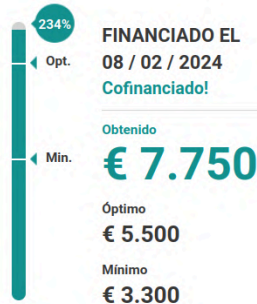 234%
Opt.
Min.
FINANCIADO EL
08 / 02 / 2024
Cofinanciado!
Obtenido
€ 7.750
Óptimo
€ 5.500
Mínimo
€ 3.300